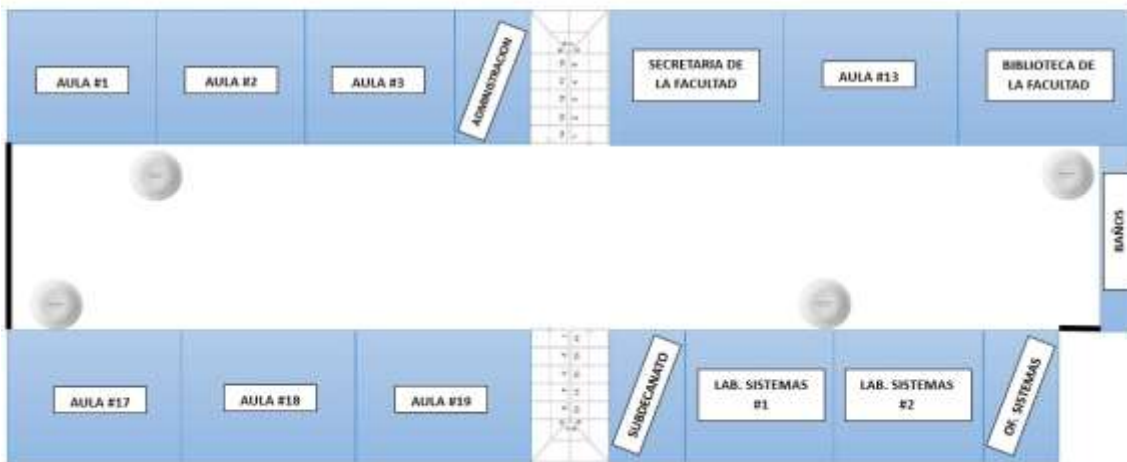 AULA #1
AULA #2
AULA #3
ADMINISTRACION
SECRETARIA DE
LA FACULTAD
AULA #13
BIBLIOTECA DE
LA FACULTAD
BAÑOS
AULA #17
AULA #18
AULA #19
SUBDECANATO
LAB. SISTEMAS
#1
LAB. SISTEMAS
#2
OF. SISTEMAS